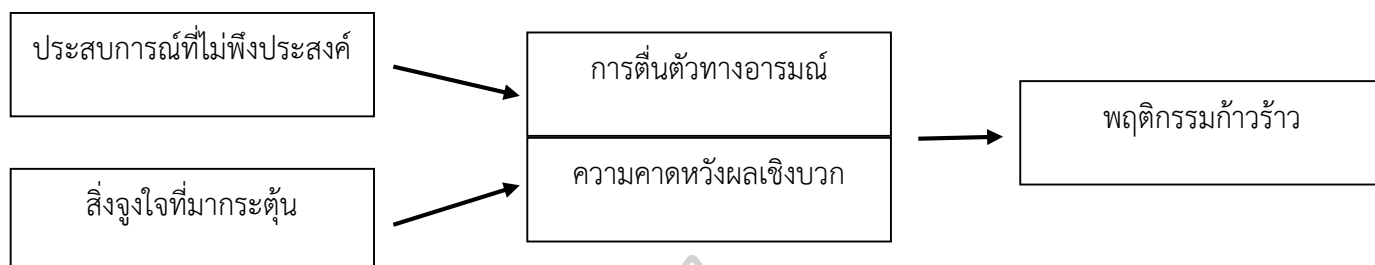 ประสบการณ์ที่ไม่พึงประสงค์
การตื่นตัวทางอารมณ์
พฤติกรรมก้าวร้าว
สิ่งจูงใจที่มากระตุ้น
ความคาดหวังผลเชิงบวก